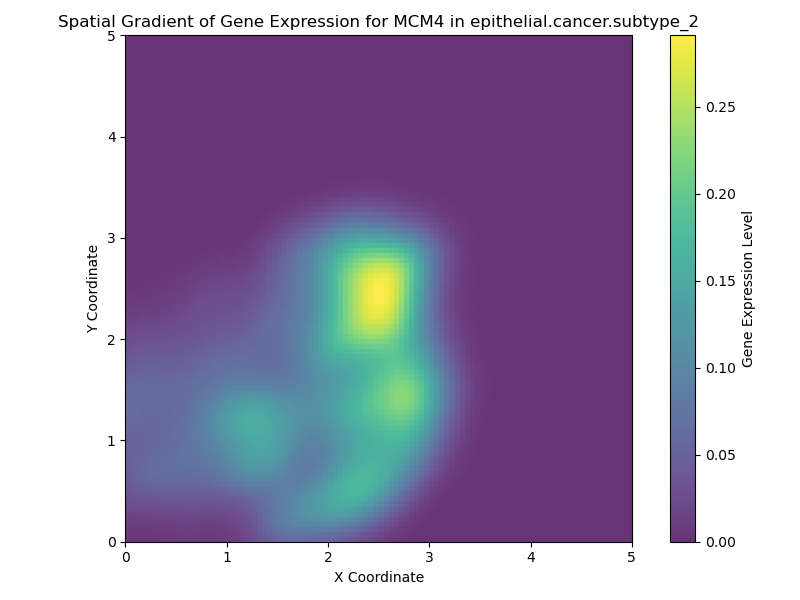 Spatial Gradient of Gene Expression for MCM4 in epithelial.cancer.subtype_2
5
4
3
2
1
0
Y Coordinate
0 1 2 3 4 5
X Coordinate
0.25
0.20
0.15
0.10
0.05
0.00
Gene Expression Level